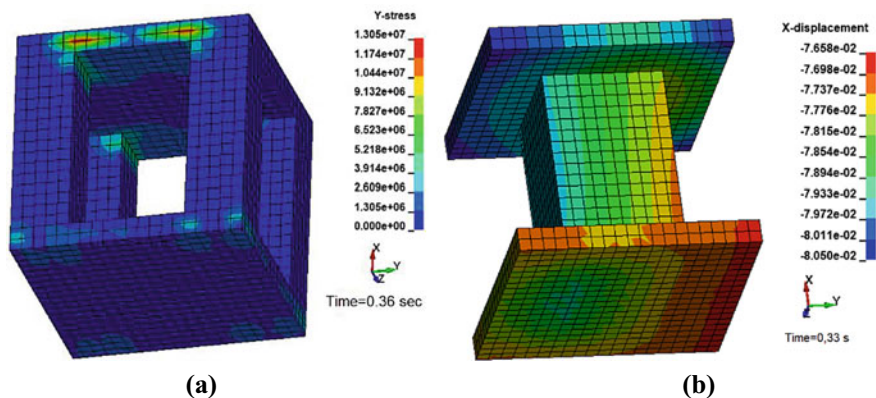 Y-stress
1.305e+07
1.174e+07
1.044e+07
9.132e+06
7.827e+06
6.523e+06
5.218e+06
3.914e+06
2.609e+06
1.305e+06
0.000e+00
X
Y
Z
Time=0.36 sec
(a)
X-displacement
-7.658e-02
-7.698e-02
-7.737e-02
-7.776e-02
-7.815e-02
-7.854e-02
-7.894e-02
-7.933e-02
-7.972e-02
-8.011e-02
-8.050e-02
X
Y
Z
Time=0,33 s
(b)